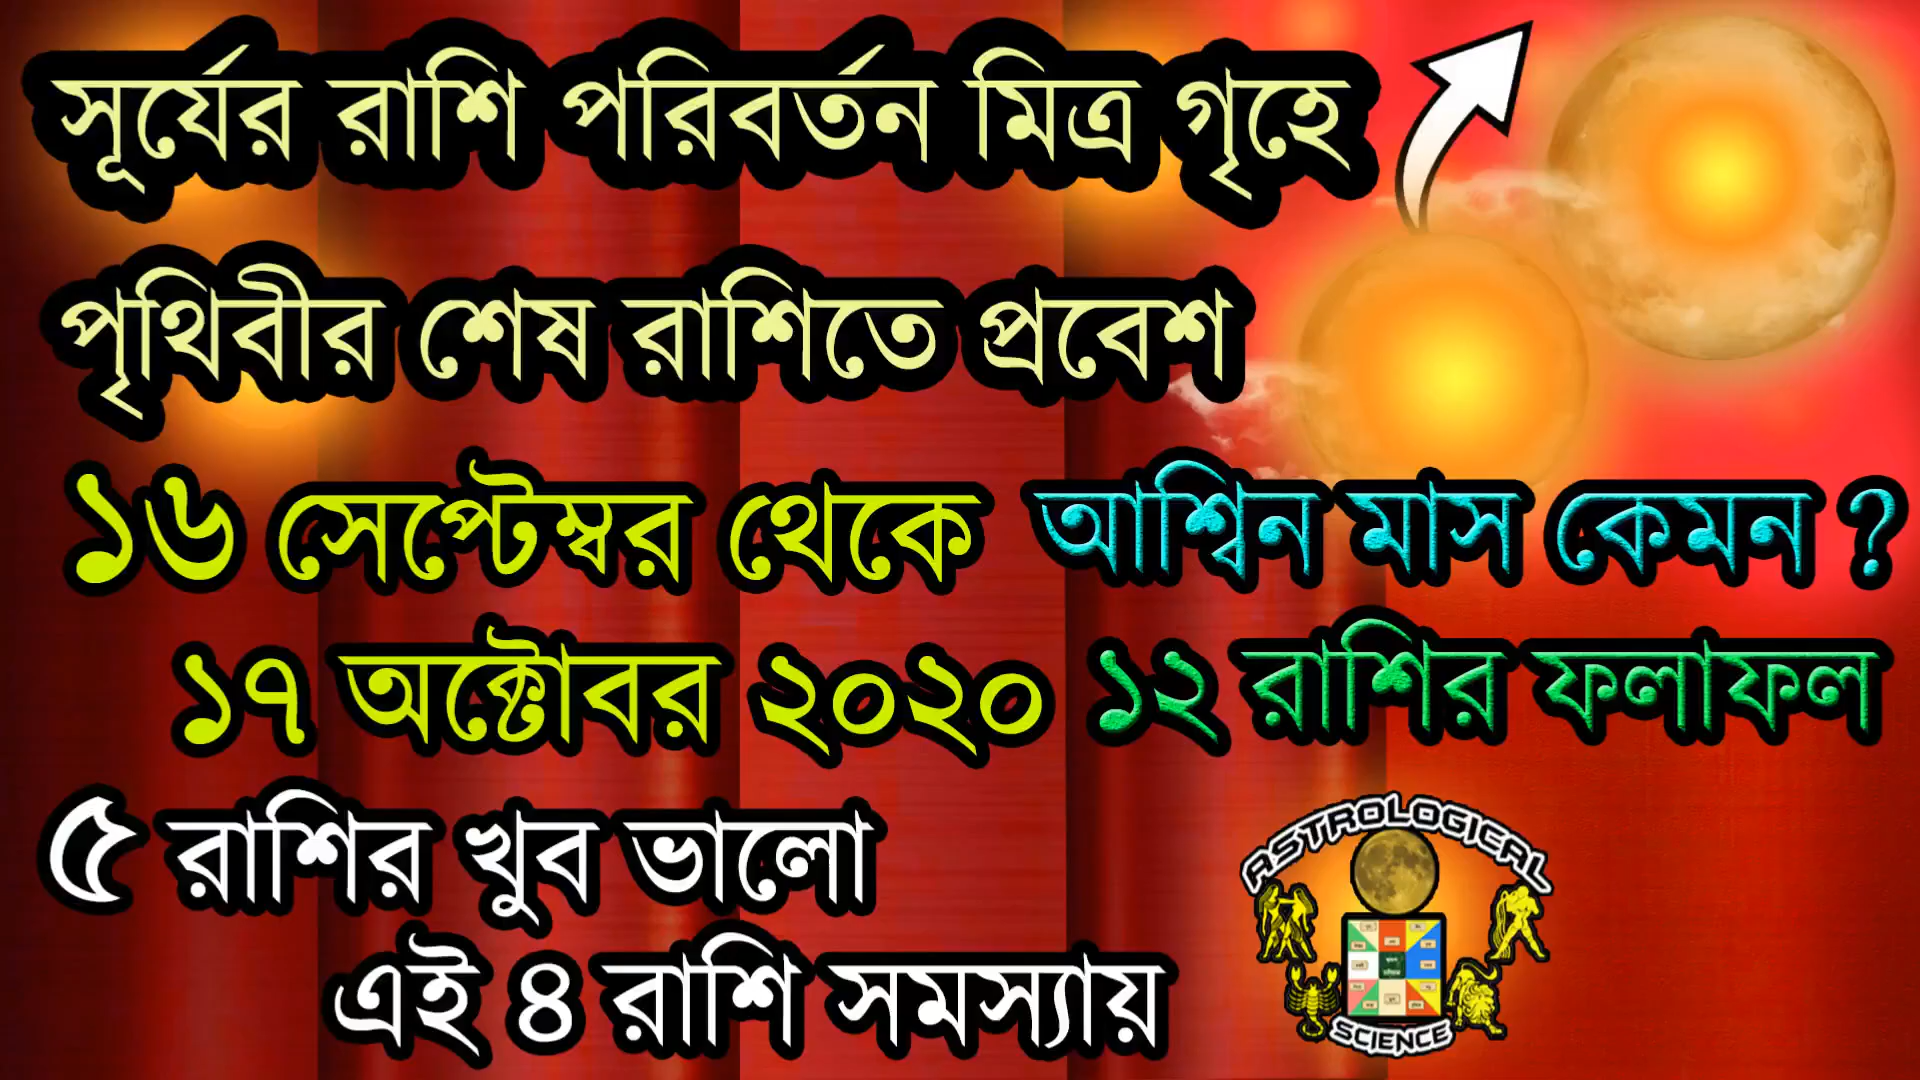 সূর্যের রাশি পরিবর্তন মিত্র গৃহে
পৃথিবীর শেষ রাশিতে প্রবেশ
১৬ সেপ্টেম্বর থেকে আশ্বিন মাস কেমন ?
১৭ অক্টোবর ২০২০ ১২ রাশির ফলাফল
৫ রাশির খুব ভালো
এই ৪ রাশি সমস্যায়
ASTROLOGICAL
SCIENCE